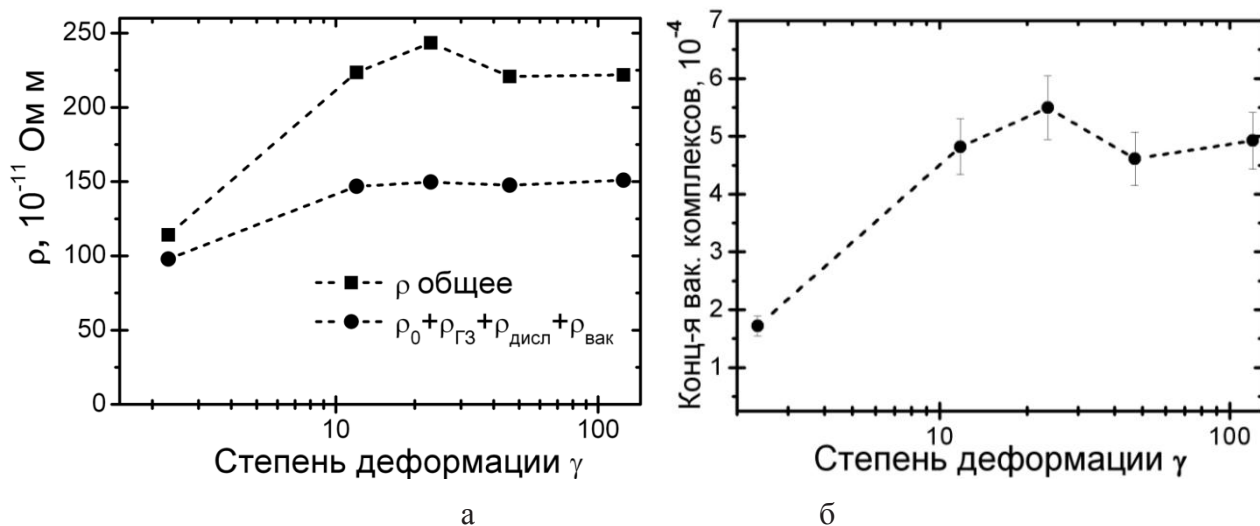 250
200
150
100
50
0
ρ, 10⁻¹¹ Ом м
ρ общее
ρ₀+ρ_ГЗ+ρ_дисл+ρ_вак
10
100
Степень деформации γ
а
7
6
5
4
3
2
1
Конц-я вак. комплексов, 10⁻⁴
10
100
Степень деформации γ
б